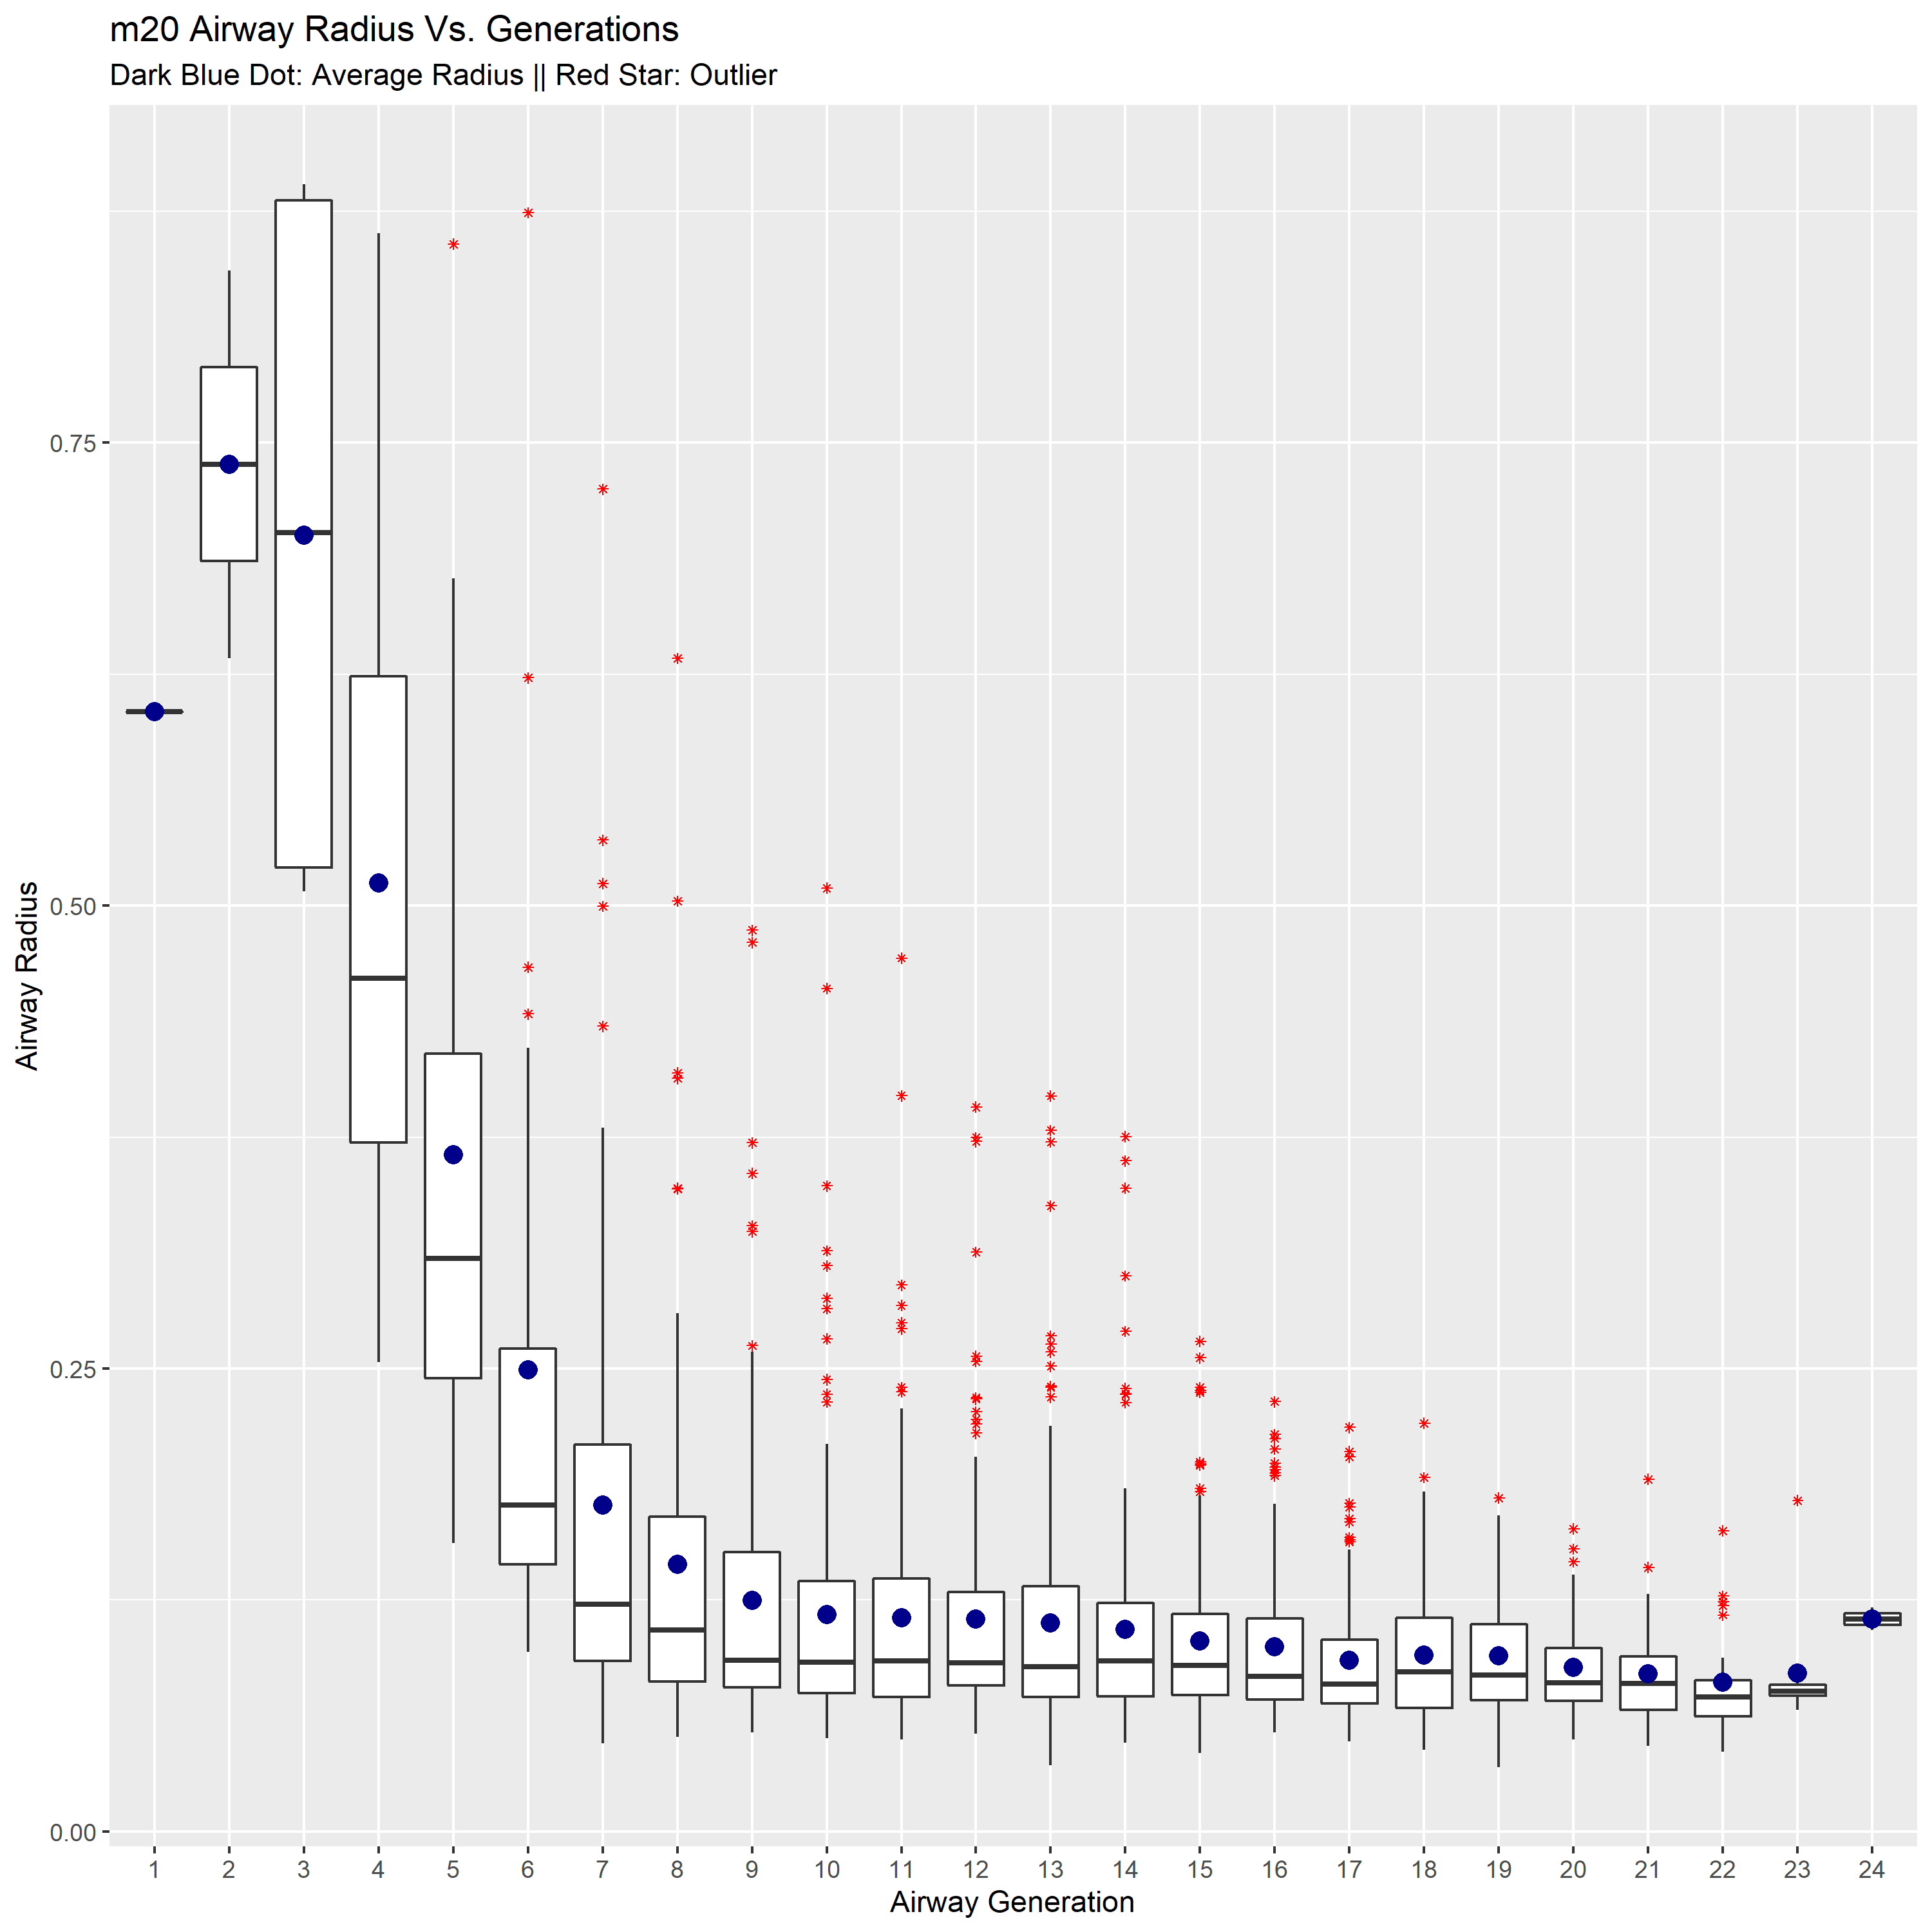 m20 Airway Radius Vs. Generations
Dark Blue Dot: Average Radius || Red Star: Outlier
Airway Radius
0.75
0.50
0.25
0.00
1 2 3 4 5 6 7 8 9 10 11 12 13 14 15 16 17 18 19 20 21 22 23 24
Airway Generation